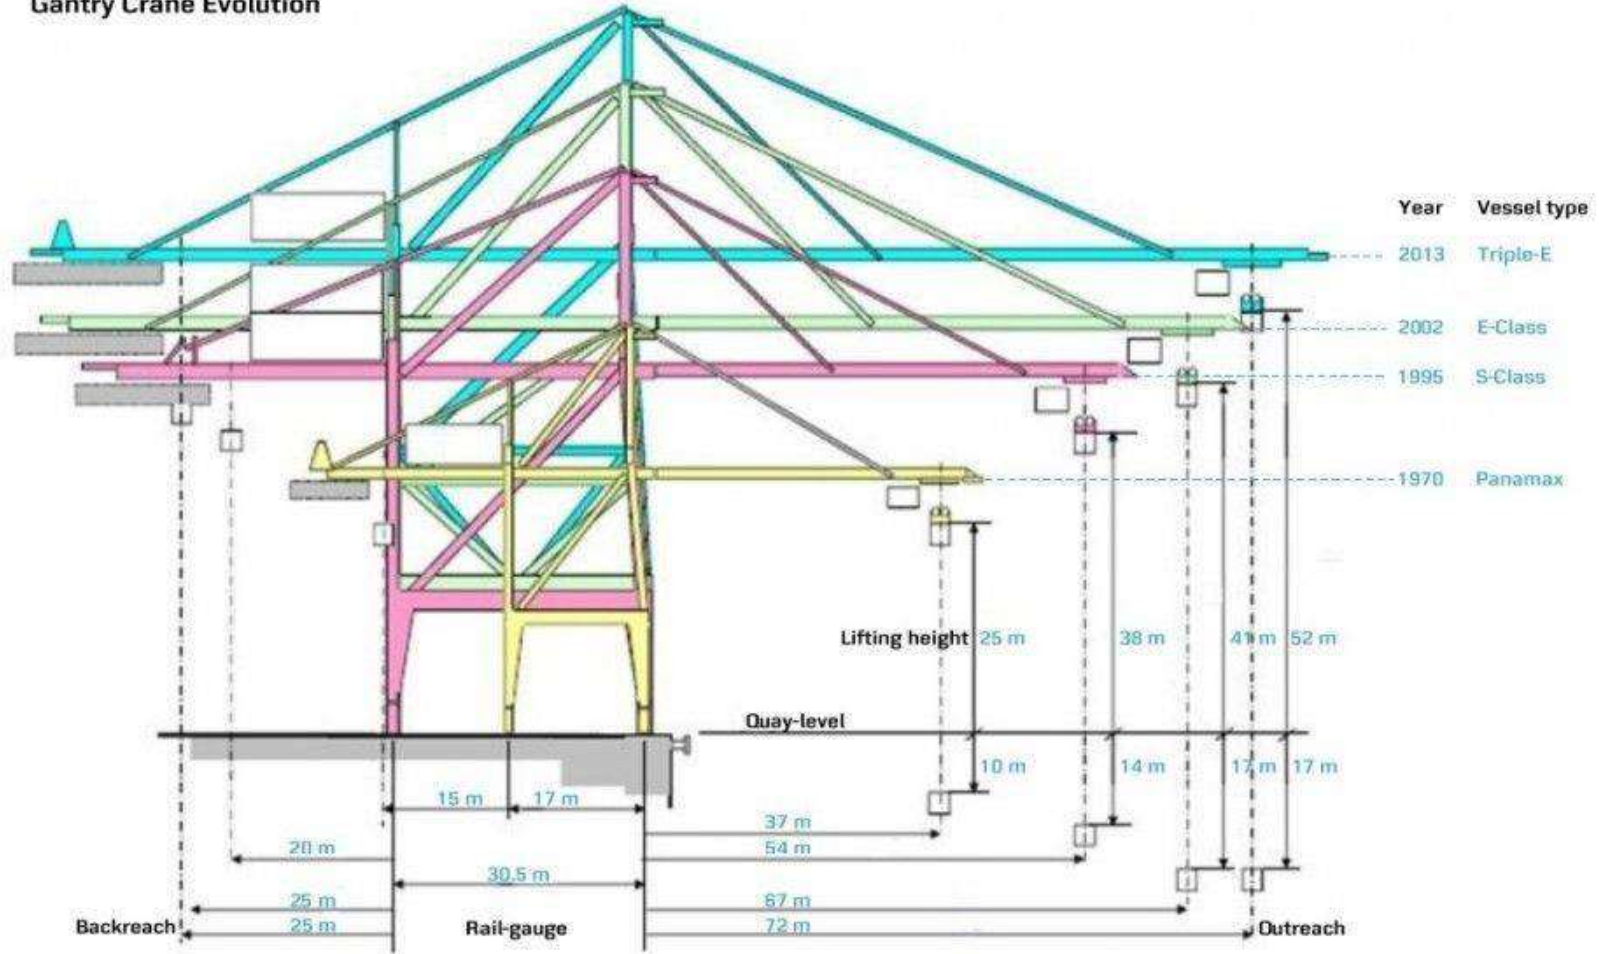 Gantry Crane Evolution
Year Vessel type
2013 Triple-E
2002 E-Class
1995 S-Class
1970 Panamax
Lifting height 25 m 38 m 41 m 52 m
Quay-level
10 m 14 m 17 m 17 m
15 m 17 m
37 m
20 m 54 m
30.5 m
25 m 67 m
Backreach 25 m Rail-gauge 72 m Outreach